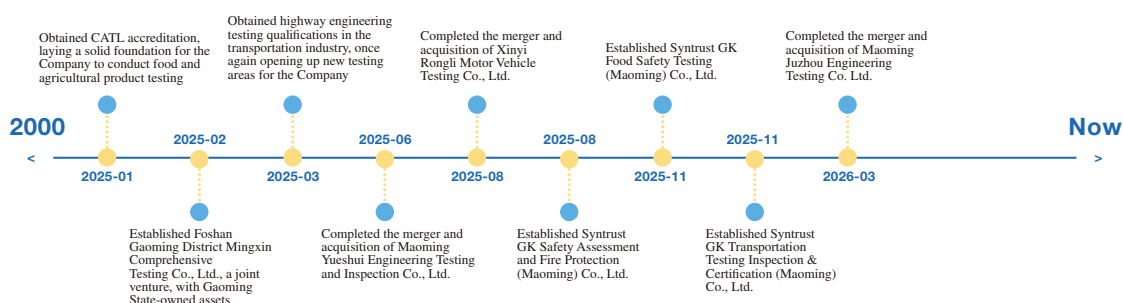 Obtained CATL accreditation,
laying a solid foundation for the
Company to conduct food and
agricultural product testing
Obtained highway engineering
testing qualifications in the
transportation industry, once
again opening up new testing
areas for the Company
Completed the merger and
acquisition of Xinyi
Rongli Motor Vehicle
Testing Co., Ltd.
Established Syntrust GK
Food Safety Testing
(Maoming) Co., Ltd.
Completed the merger and
acquisition of Maoming
Juzhou Engineering
Testing Co. Ltd.
2000
Now
<
>
2025-01
2025-02
2025-03
2025-06
2025-08
2025-08
2025-11
2025-11
2026-03
Established Foshan
Gaoming District Mingxin
Comprehensive
Testing Co., Ltd., a joint
venture, with Gaoming
State-owned assets
Completed the merger and
acquisition of Maoming
Yueshui Engineering Testing
and Inspection Co., Ltd.
Established Syntrust
GK Safety Assessment
and Fire Protection
(Maoming) Co., Ltd.
Established Syntrust
GK Transportation
Testing Inspection &
Certification (Maoming)
Co., Ltd.